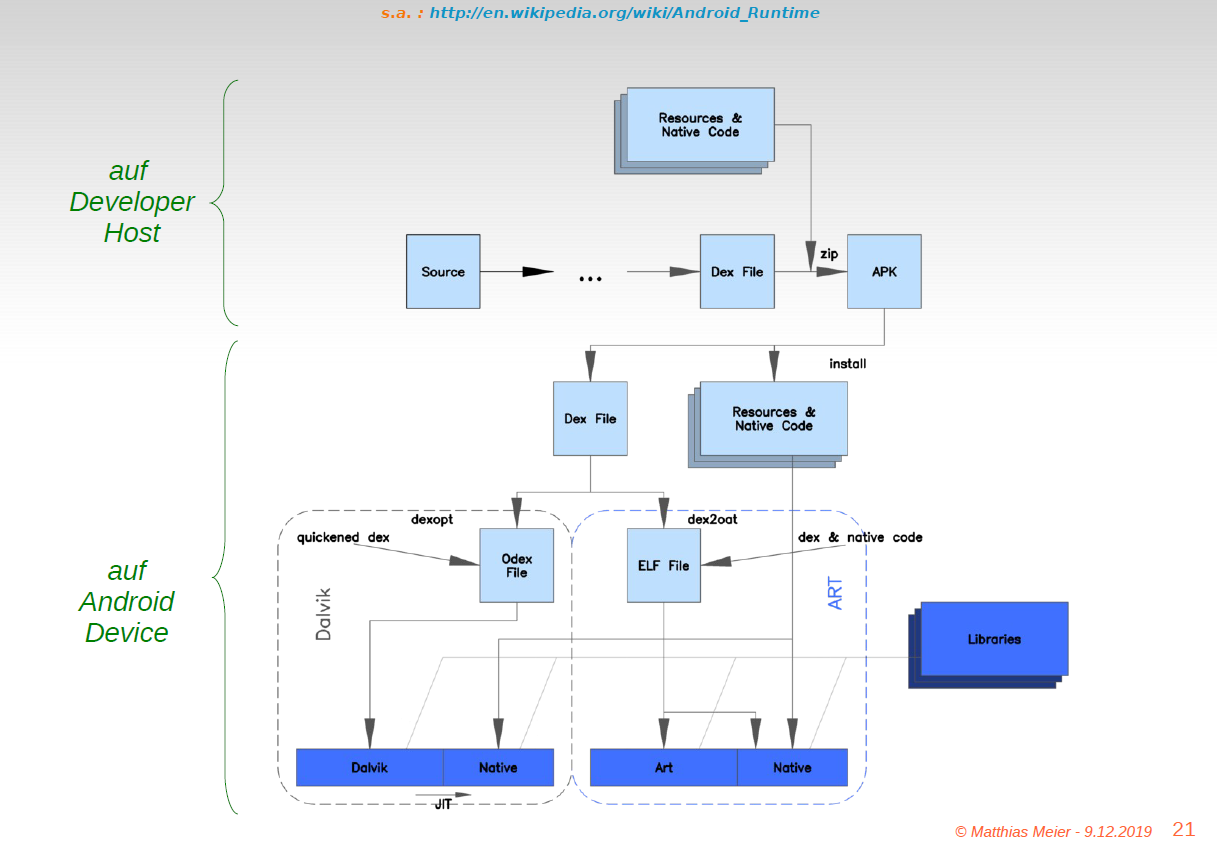 s.a. : http://en.wikipedia.org/wiki/Android_Runtime
auf
Developer
Host
Resources &
Native Code
Source
...
Dex File
zip
APK
install
auf
Android
Device
Dex File
Resources &
Native Code
dexopt
quickened dex
Odex
File
dex2oat
ELF File
dex & native code
Dalvik
ART
Libraries
Dalvik
Native
JIT
Art
Native
© Matthias Meier - 9.12.2019
21